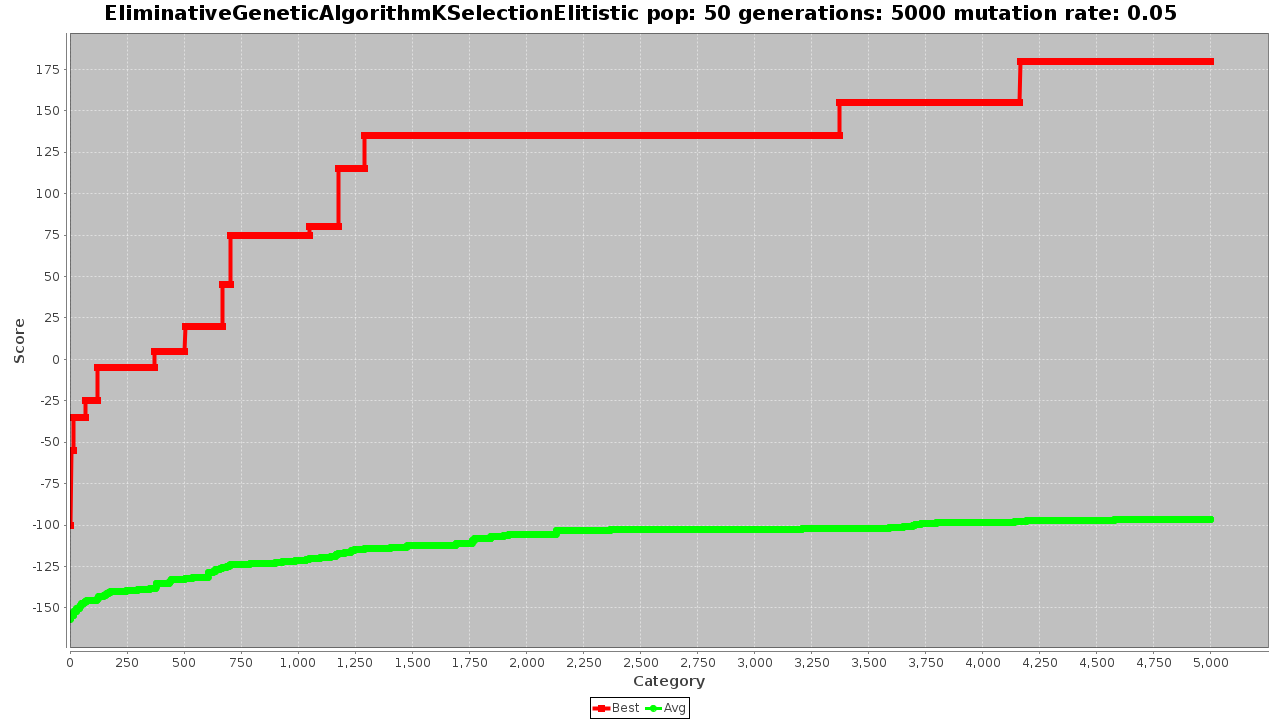 EliminativeGeneticAlgorithmKSelectionElitistic pop: 50 generations: 5000 mutation rate: 0.05
175
150
125
100
75
50
25
0
-25
-50
-75
-100
-125
-150
Score
0 250 500 750 1,000 1,250 1,500 1,750 2,000 2,250 2,500 2,750 3,000 3,250 3,500 3,750 4,000 4,250 4,500 4,750 5,000
Category
Best Avg